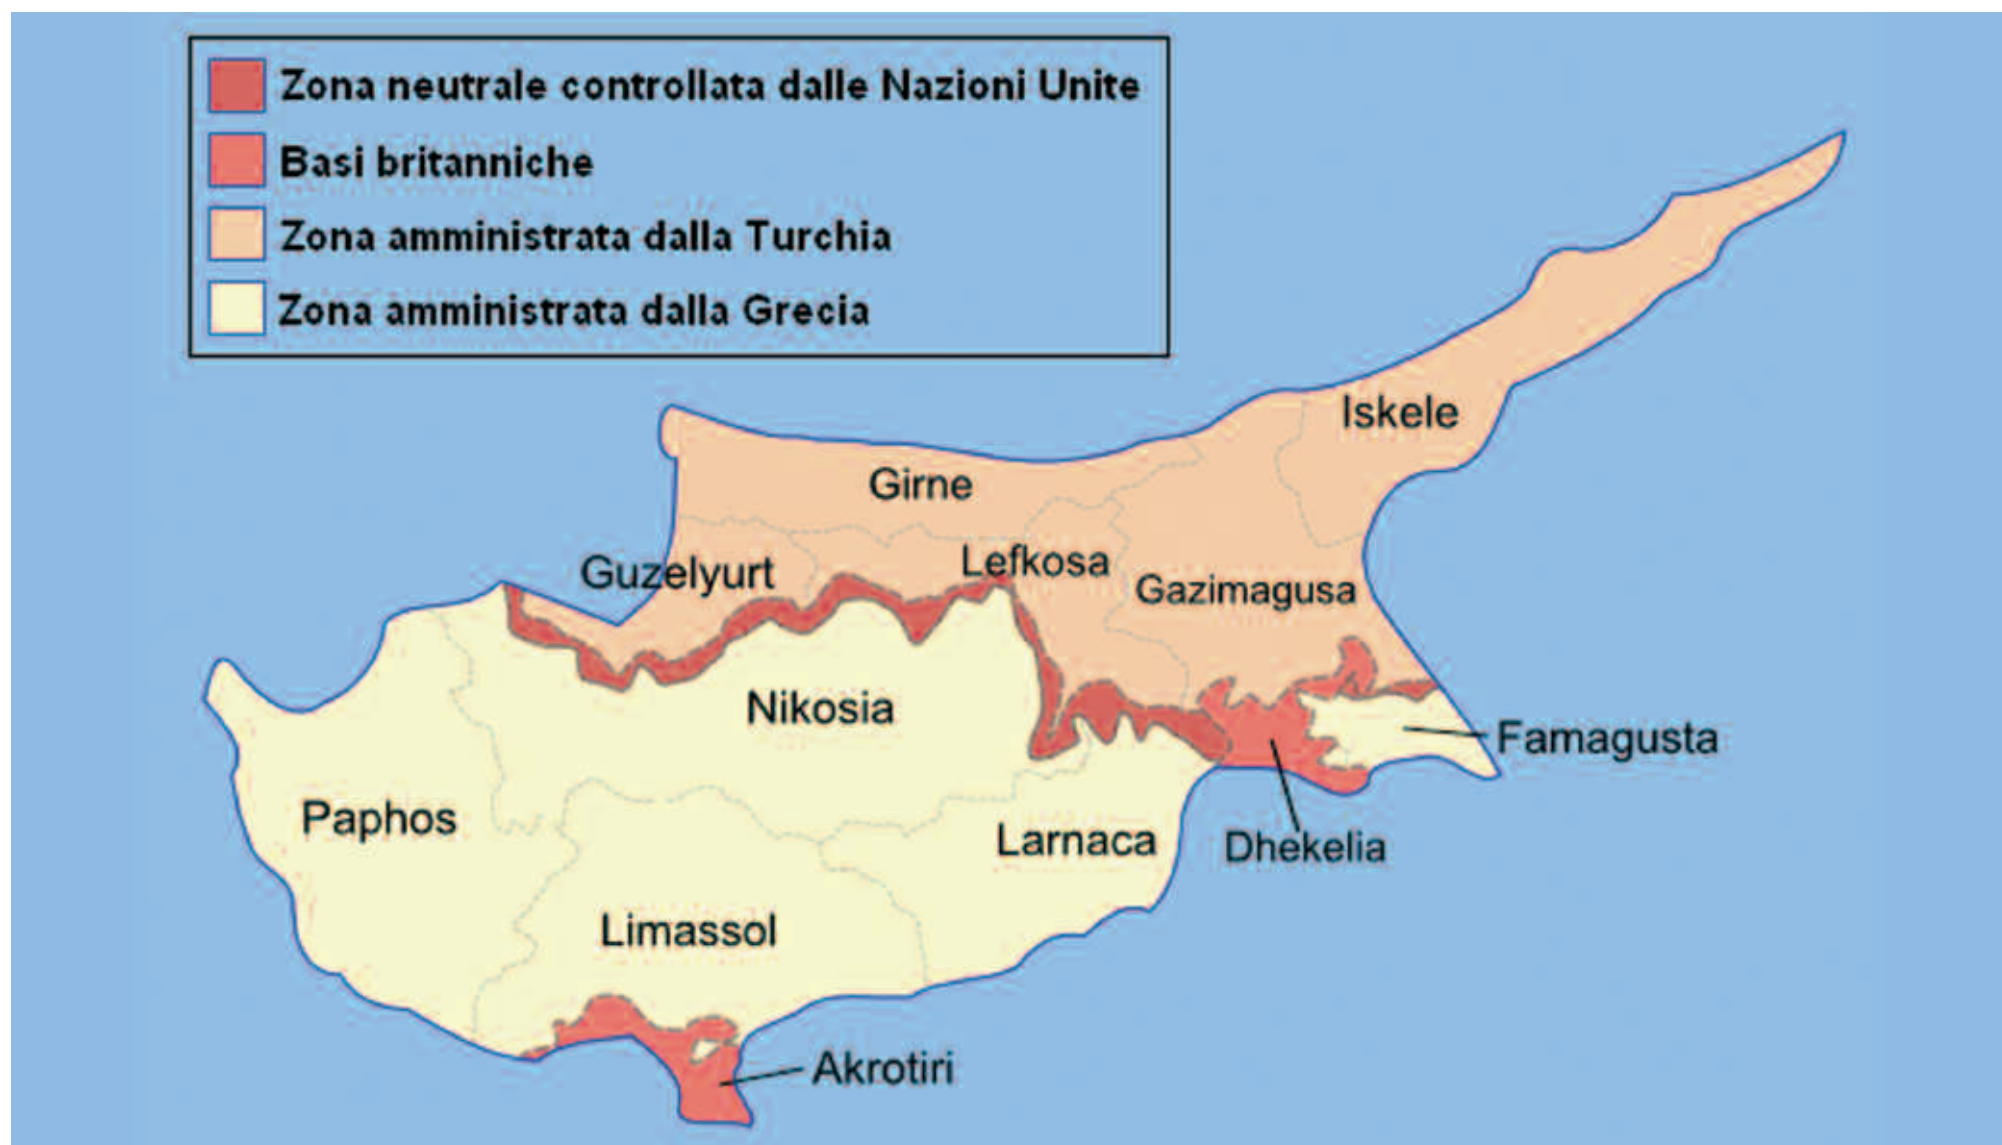 Zona neutrale controllata dalle Nazioni Unite
Basi britanniche
Zona amministrata dalla Turchia
Zona amministrata dalla Grecia
Iskele
Girne
Lefkosa
Guzelyurt
Gazimagusa
Nikosia
Famagusta
Paphos
Larnaca
Dhekelia
Limassol
Akrotiri